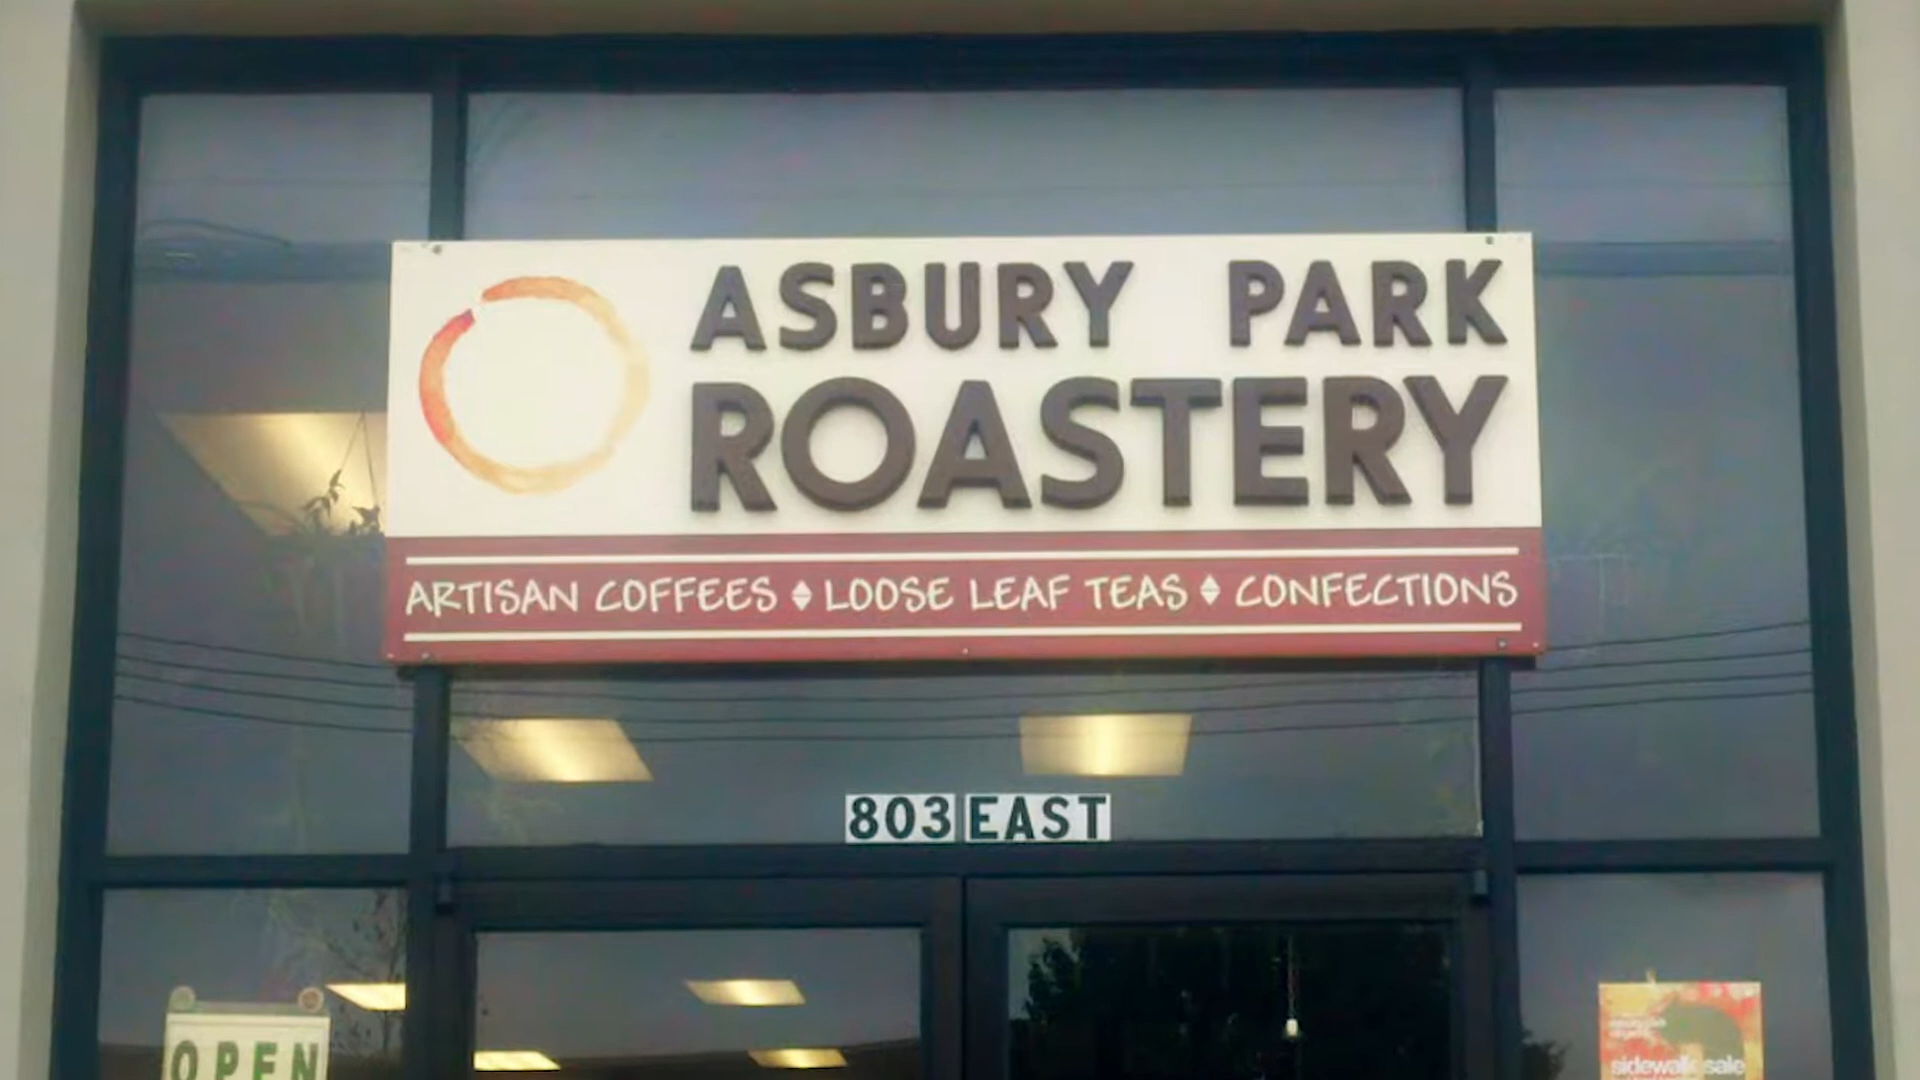 ASBURY PARK
ROASTERY
ARTISAN COFFEES ♦ LOOSE LEAF TEAS ♦ CONFECTIONS
803 EAST
OPEN
sidewalk sale